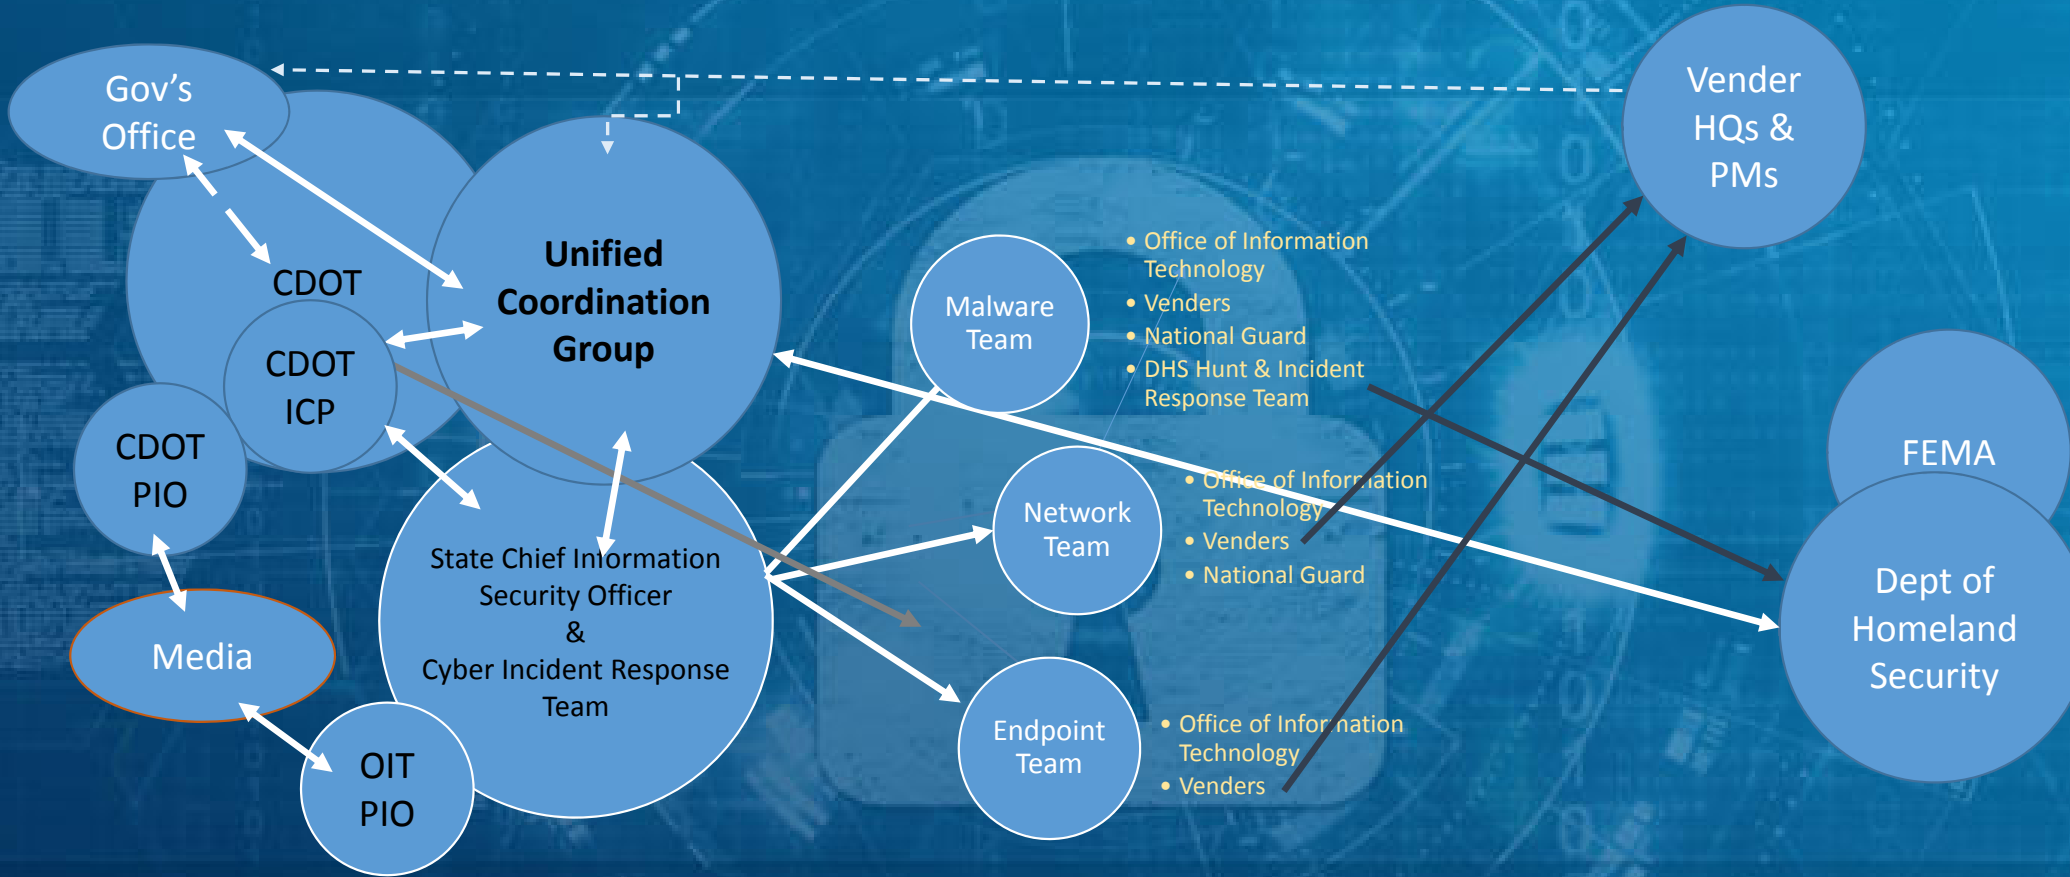 Gov's
Office
CDOT
CDOT
ICP
CDOT
PIO
Media
OIT
PIO
Unified
Coordination
Group
State Chief Information
Security Officer
&
Cyber Incident Response
Team
Malware
Team
• Office of Information
Technology
• Venders
• National Guard
• DHS Hunt & Incident
Response Team
Network
Team
• Office of Information
Technology
• Venders
• National Guard
Endpoint
Team
• Office of Information
Technology
• Venders
Vender
HQs &
PMs
FEMA
Dept of
Homeland
Security